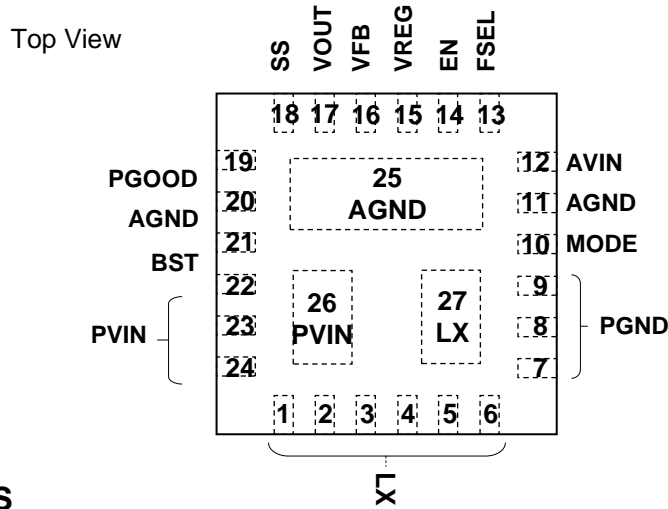 Top View
SS VOUT VFB VREG EN FSEL
18 17 16 15 14 13
19
PGOOD
20
AGND
21
BST
22
23
24
PVIN
25
AGND
26
PVIN
27
LX
12 AVIN
11 AGND
10 MODE
9
8
7
PGND
1 2 3 4 5 6
LX
S